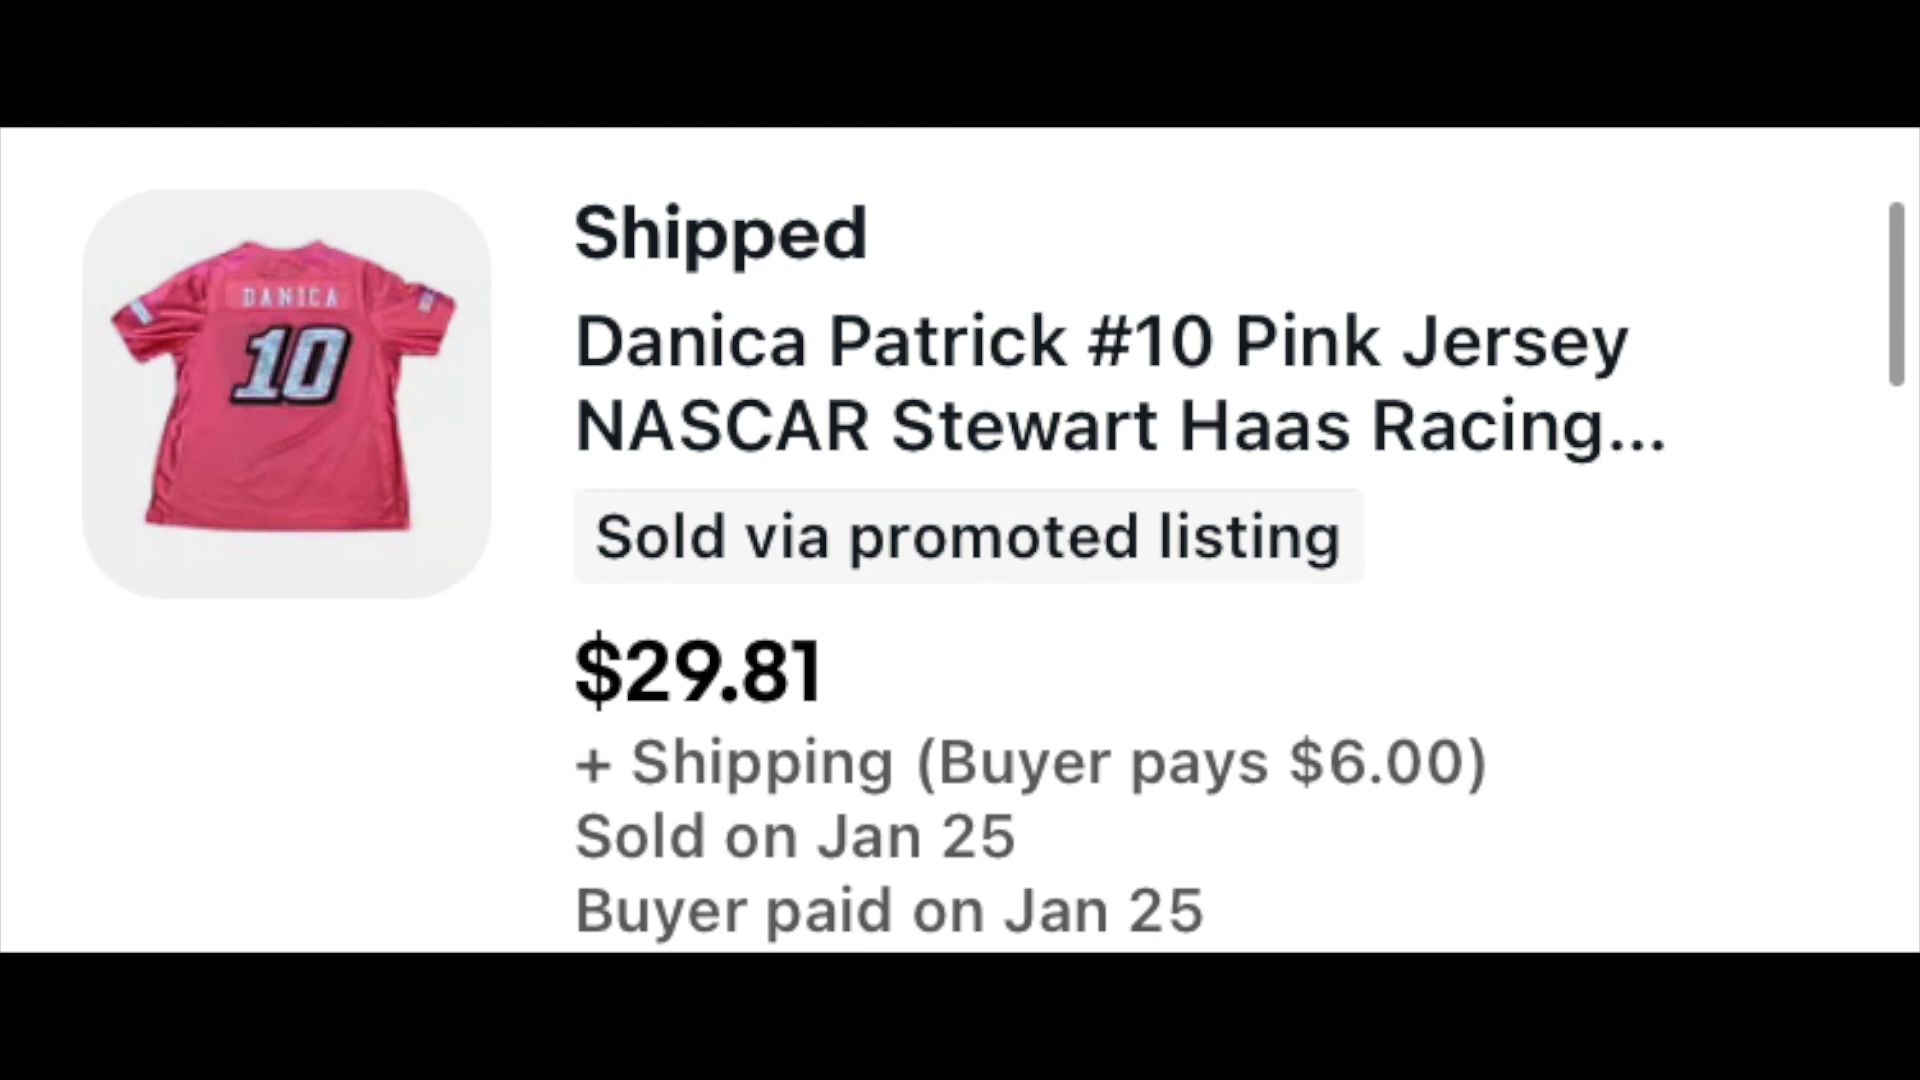 DANICA
10
Shipped
Danica Patrick #10 Pink Jersey
NASCAR Stewart Haas Racing...
Sold via promoted listing
$29.81
+ Shipping (Buyer pays $6.00)
Sold on Jan 25
Buyer paid on Jan 25